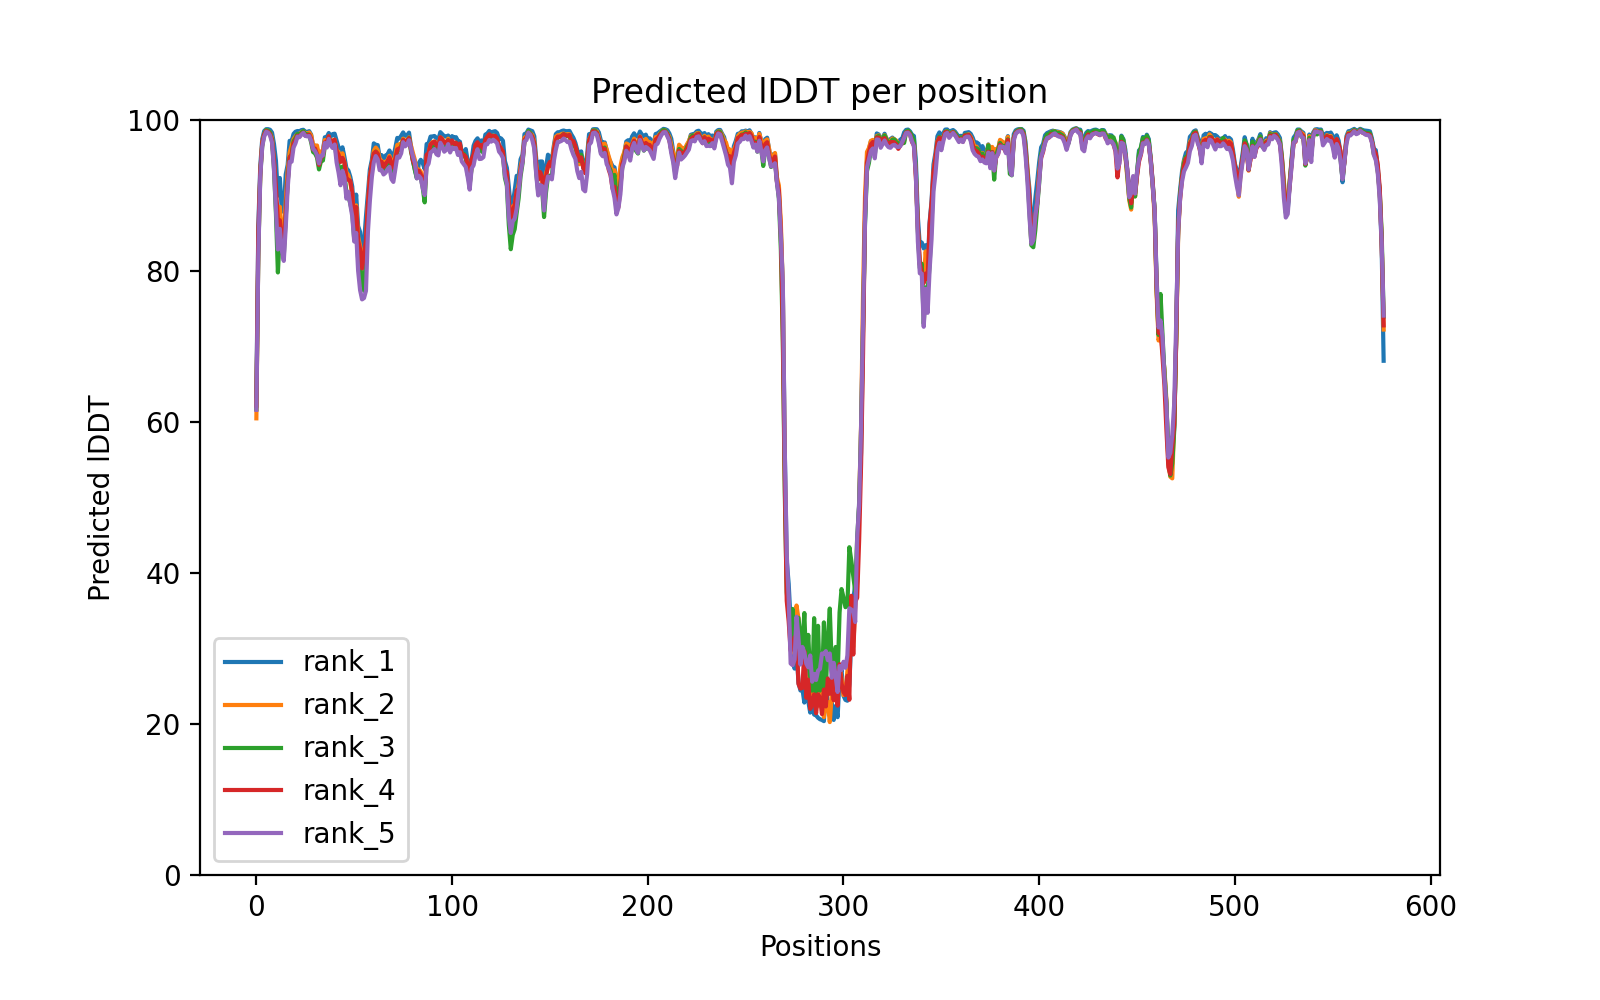 Predicted lDDT per position
100
80
60
40
20
0
Predicted lDDT
rank_1
rank_2
rank_3
rank_4
rank_5
0 100 200 300 400 500 600
Positions